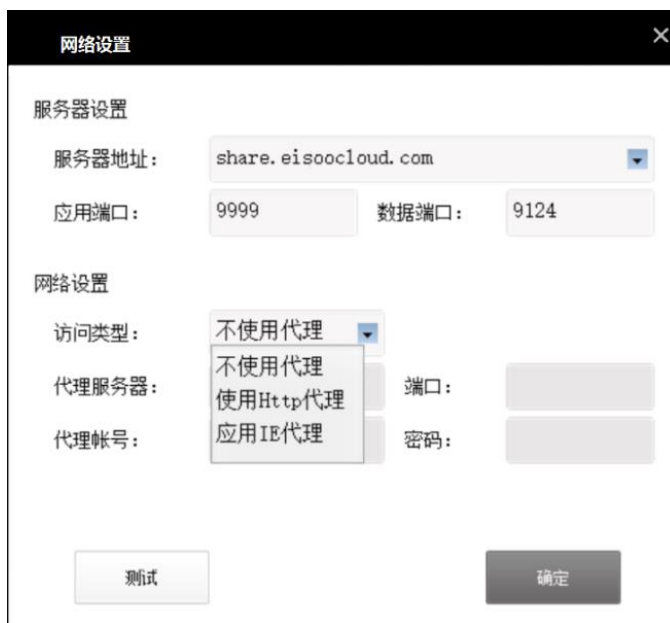 网络设置
服务器设置
服务器地址： share.eisoocloud.com
应用端口： 9999 数据端口： 9124
网络设置
访问类型： 不使用代理
不使用代理
代理服务器： 使用Http代理 端口：
代理帐号： 应用IE代理 密码：
测试 确定